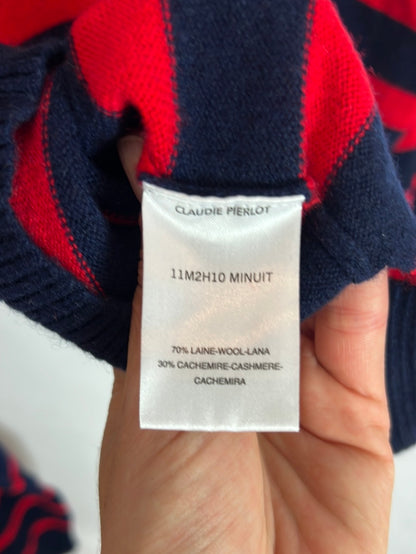 CLAUDIE PIERLOT
11M2H10 MINUIT
70% LAINE-WOOL-LANA
30% CACHEMIRE-CASHMERE-
CACHEMIRA